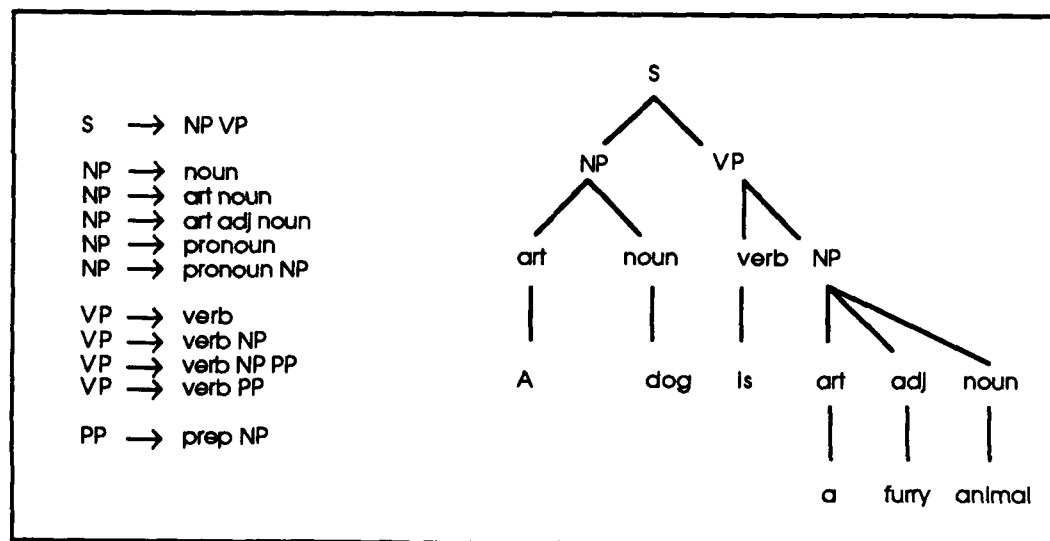 S → NP VP
NP → noun
NP → art noun
NP → art adj noun
NP → pronoun
NP → pronoun NP
VP → verb
VP → verb NP
VP → verb NP PP
VP → verb PP
PP → prep NP
S
NP VP
art noun verb NP
A dog is art adj noun
a furry animal